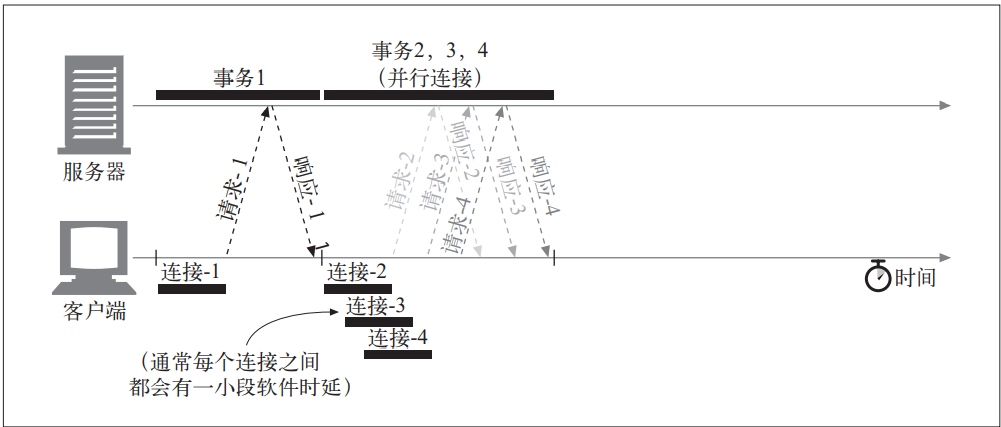 事务1
事务2，3，4
（并行连接）
服务器
请求-1
响应-1
请求-2
请求-3
请求-4
响应-2
响应-3
响应-4
1
连接-1
连接-2
连接-3
连接-4
时间
客户端
（通常每个连接之间
都会有一小段软件时延）